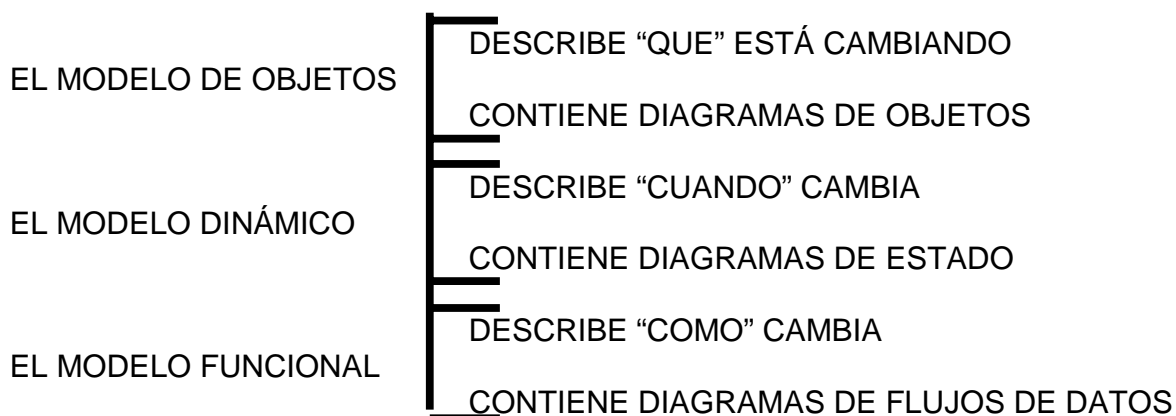 DESCRIBE “QUE” ESTÁ CAMBIANDO
EL MODELO DE OBJETOS
CONTIENE DIAGRAMAS DE OBJETOS
DESCRIBE “CUANDO” CAMBIA
EL MODELO DINÁMICO
CONTIENE DIAGRAMAS DE ESTADO
DESCRIBE “COMO” CAMBIA
EL MODELO FUNCIONAL
CONTIENE DIAGRAMAS DE FLUJOS DE DATOS